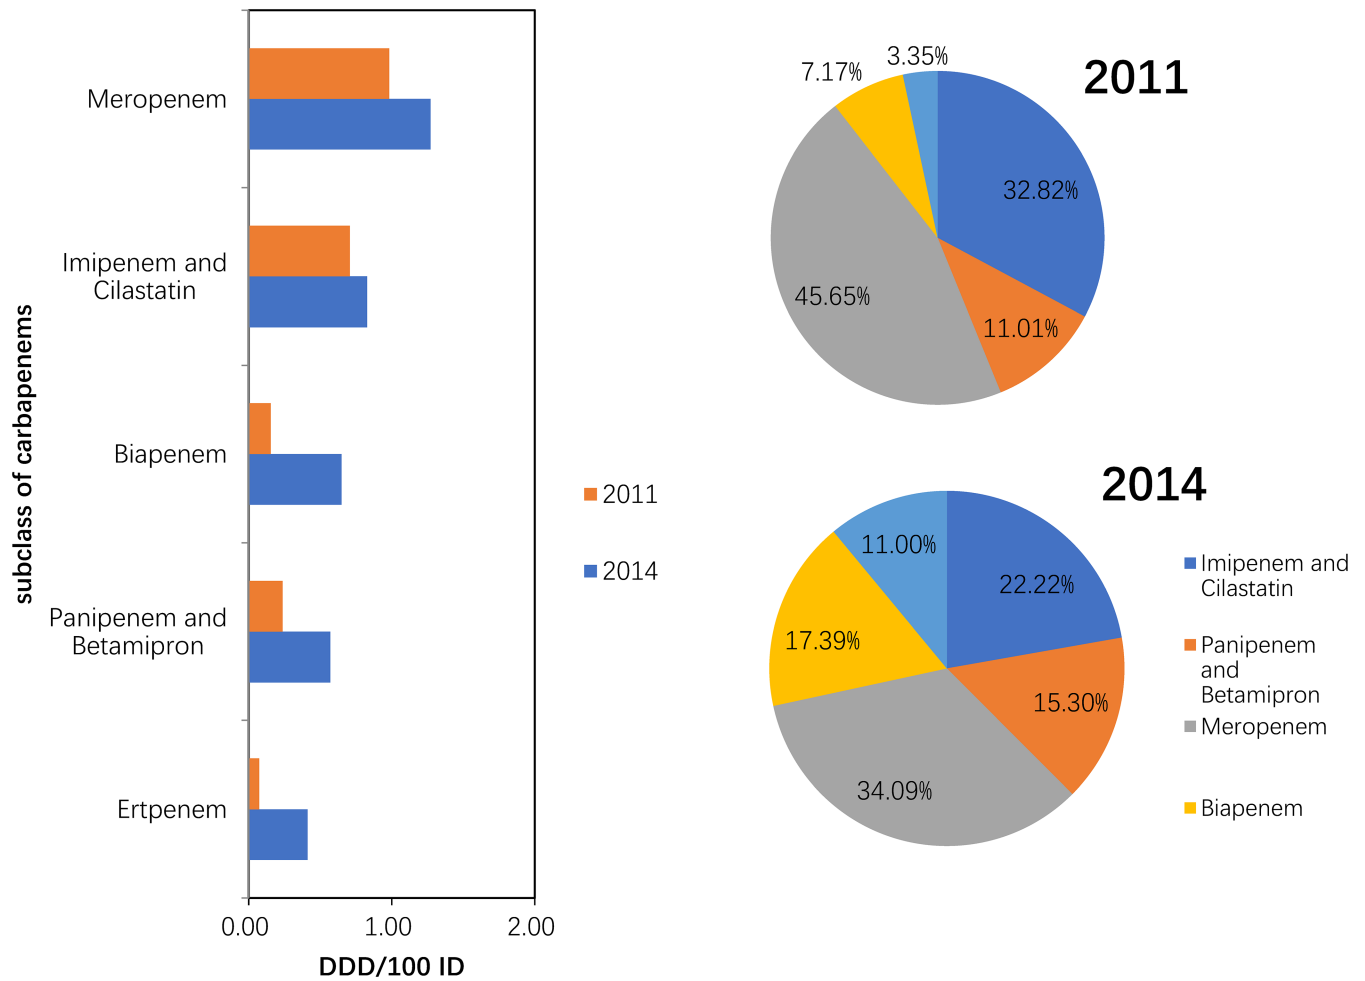 subclass of carbapenems
Meropenem
Imipenem and
Cilastatin
Biapenem
Panipenem and
Betamipron
Ertpenem
0.00
1.00
2.00
DDD/100 ID
2011
2014
2011
3.35%
7.17%
32.82%
45.65%
11.01%
2014
11.00%
22.22%
17.39%
15.30%
34.09%
Imipenem and
Cilastatin
Panipenem
and
Betamipron
Meropenem
Biapenem